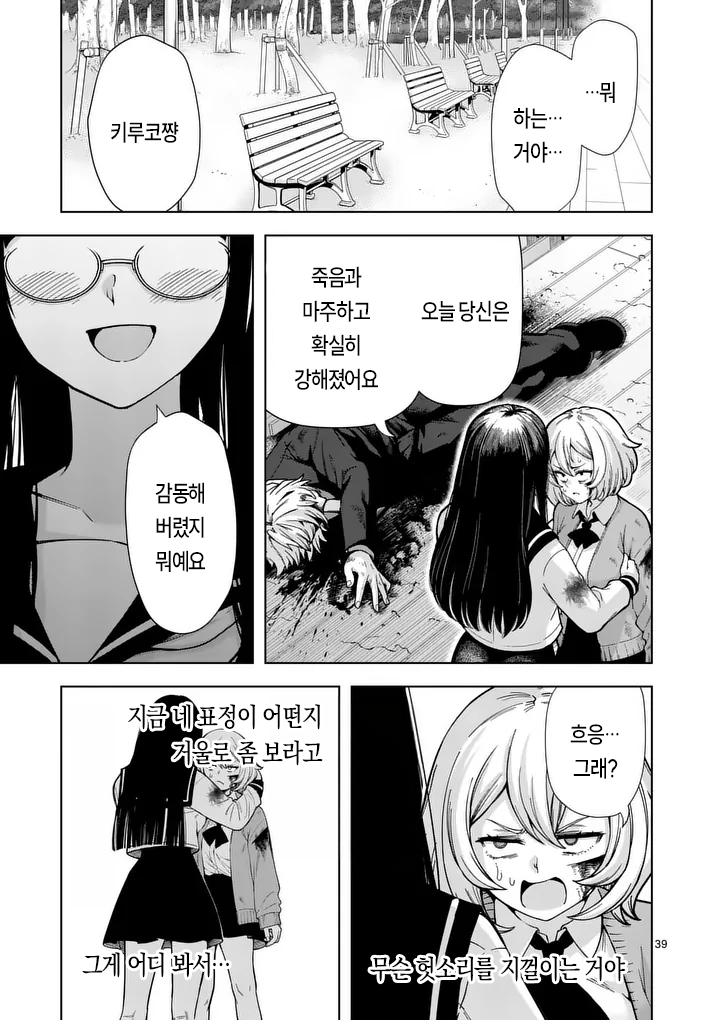 …뭐
하는…
거야…
키루코쨩
오늘 당신은
죽음과
마주하고
확실히
강해졌어요
감동해
버렸지
뭐예요
흐응…
그래?
무슨 헛소리를 지껄이는 거야
지금 네 표정이 어떤지
거울로 좀 보라고
그게 어디 봐서…
39